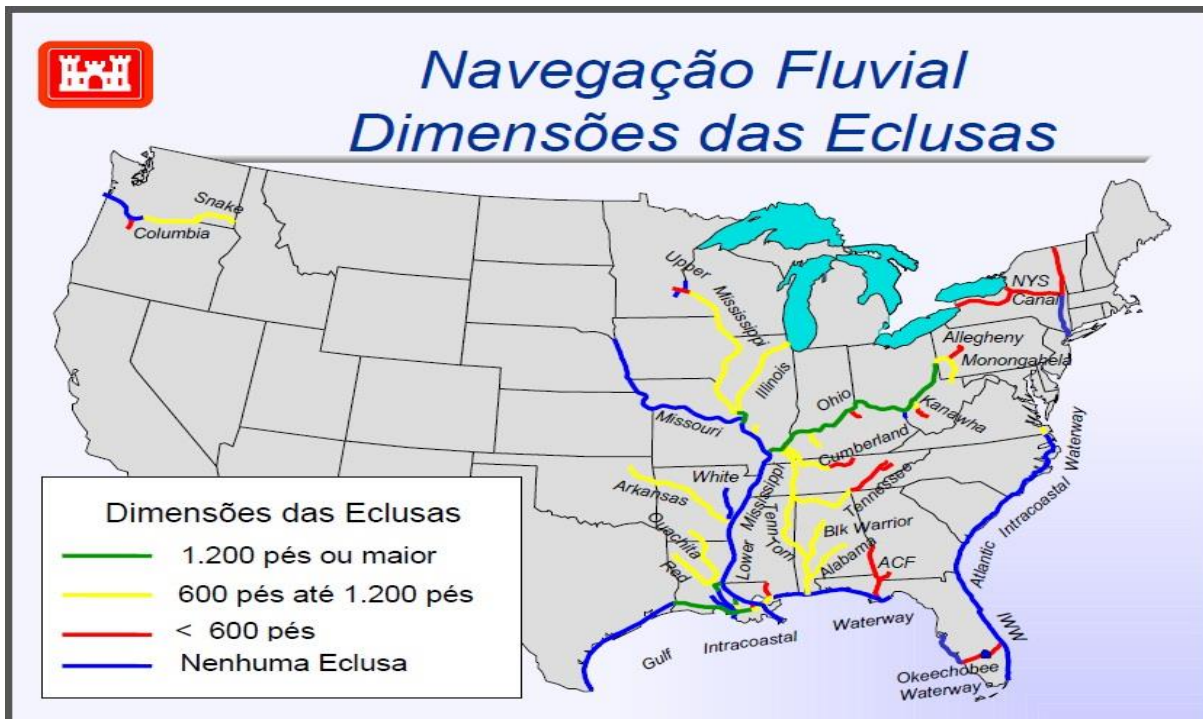 Navegação Fluvial
Dimensões das Eclusas
Snake
Columbia
Upper
Mississippi
Illinois
Missouri
Ohio
NYS
Canal
Allegheny
Monongahela
Kanawha
Cumberland
Tennessee
White
Arkansas
Ouachita
Red
Lower Mississippi
Tenn Tom
Blk Warrior
Alabama
ACF
Atlantic Intracoastal Waterway
IWW
Gulf Intracoastal Waterway
Okeechobee
Waterway
Dimensões das Eclusas
1.200 pés ou maior
600 pés até 1.200 pés
< 600 pés
Nenhuma Eclusa